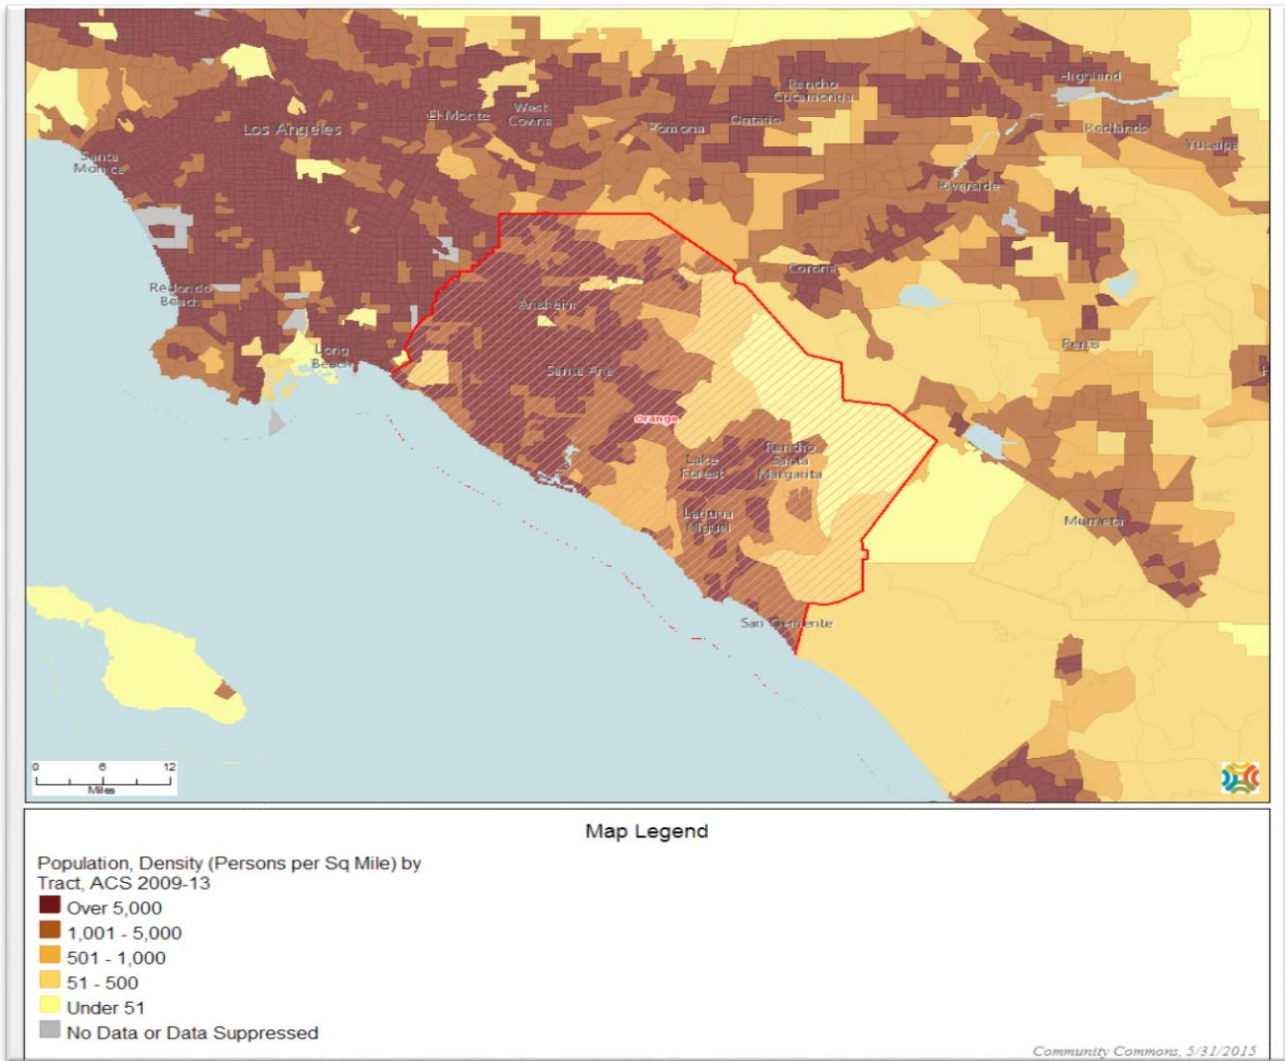 Highland
Rancho
Cucamonga
El Monte
West
Covina
Pomona
Ontario
Los Angeles
Redlands
Yucaipa
Santa
Monica
Riverside
Corona
Redondo
Beach
Anaheim
Long
Beach
Perris
Santa Ana
Orange
Lake
Forest
Rancho
Santa
Margarita
Laguna
Niguel
Murrieta
San Clemente
0 6 12
Miles
Map Legend
Population, Density (Persons per Sq Mile) by
Tract, ACS 2009-13
Over 5,000
1,001 - 5,000
501 - 1,000
51 - 500
Under 51
No Data or Data Suppressed
Community Commons, 5/31/2015